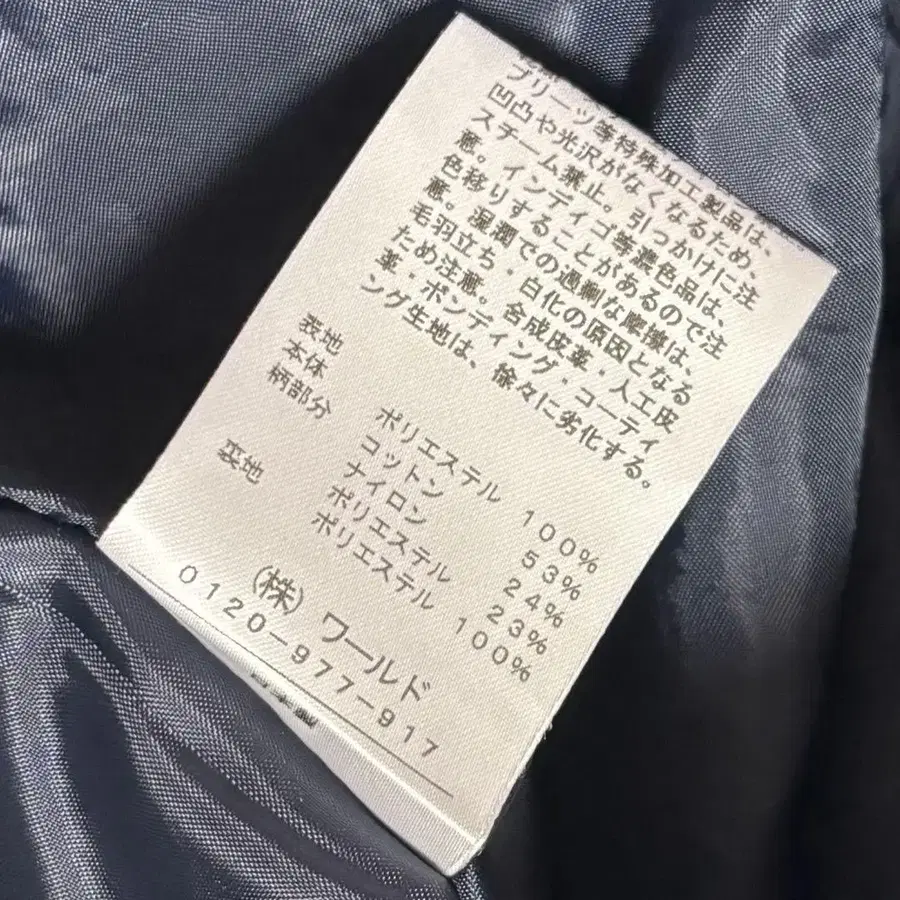 プリーツ等特殊加工製品は、
凹凸や光沢がなくなるため、
スチーム禁止。引っかけに注
意。インディゴ等濃色品は、
色移りすることがあるので注
意。湿潤での過剰な摩擦は、
毛羽立ち・白化の原因となる
ため注意。合成皮革・人工皮
革・ボンディング・コーティ
ング生地は、徐々に劣化する。
表地
本体 ポリエステル 100%
柄部分 コットン 53%
ナイロン 24%
ポリエステル 23%
裏地 ポリエステル 100%
(株)ワールド
0120-977-917